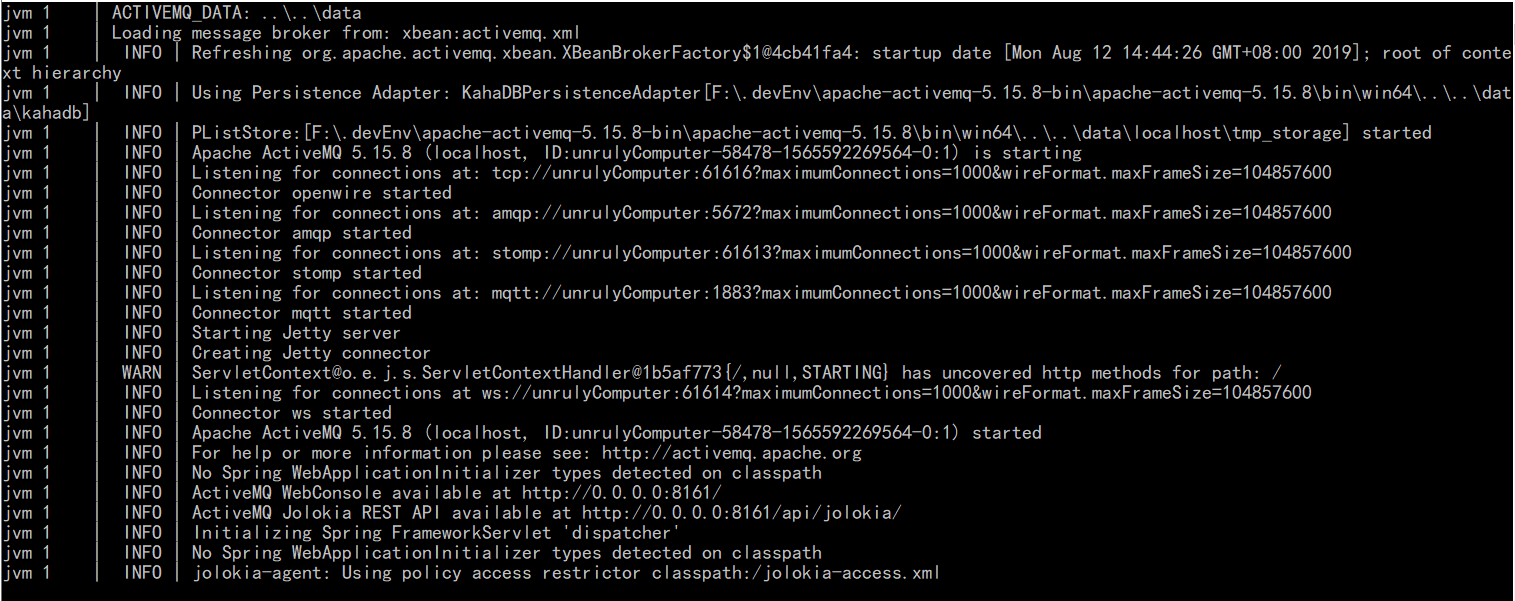 jvm 1    | ACTIVEMQ_DATA: ..\..\data
jvm 1    | Loading message broker from: xbean:activemq.xml
jvm 1    |  INFO | Refreshing org.apache.activemq.xbean.XBeanBrokerFactory$1@4cb41fa4: startup date [Mon Aug 12 14:44:26 GMT+08:00 2019]; root of conte
xt hierarchy
jvm 1    |  INFO | Using Persistence Adapter: KahaDBPersistenceAdapter[F:\.devEnv\apache-activemq-5.15.8-bin\apache-activemq-5.15.8\bin\win64\..\..\dat
a\kahadb]
jvm 1    |  INFO | PListStore:[F:\.devEnv\apache-activemq-5.15.8-bin\apache-activemq-5.15.8\bin\win64\..\..\data\localhost\tmp_storage] started
jvm 1    |  INFO | Apache ActiveMQ 5.15.8 (localhost, ID:unrulyComputer-58478-1565592269564-0:1) is starting
jvm 1    |  INFO | Listening for connections at: tcp://unrulyComputer:61616?maximumConnections=1000&wireFormat.maxFrameSize=104857600
jvm 1    |  INFO | Connector openwire started
jvm 1    |  INFO | Listening for connections at: amqp://unrulyComputer:5672?maximumConnections=1000&wireFormat.maxFrameSize=104857600
jvm 1    |  INFO | Connector amqp started
jvm 1    |  INFO | Listening for connections at: stomp://unrulyComputer:61613?maximumConnections=1000&wireFormat.maxFrameSize=104857600
jvm 1    |  INFO | Connector stomp started
jvm 1    |  INFO | Listening for connections at: mqtt://unrulyComputer:1883?maximumConnections=1000&wireFormat.maxFrameSize=104857600
jvm 1    |  INFO | Connector mqtt started
jvm 1    |  INFO | Starting Jetty server
jvm 1    |  INFO | Creating Jetty connector
jvm 1    |  WARN | ServletContext@o.e.j.s.ServletContextHandler@1b5af773{/,null,STARTING} has uncovered http methods for path: /
jvm 1    |  INFO | Listening for connections at ws://unrulyComputer:61614?maximumConnections=1000&wireFormat.maxFrameSize=104857600
jvm 1    |  INFO | Connector ws started
jvm 1    |  INFO | Apache ActiveMQ 5.15.8 (localhost, ID:unrulyComputer-58478-1565592269564-0:1) started
jvm 1    |  INFO | For help or more information please see: http://activemq.apache.org
jvm 1    |  INFO | No Spring WebApplicationInitializer types detected on classpath
jvm 1    |  INFO | ActiveMQ WebConsole available at http://0.0.0.0:8161/
jvm 1    |  INFO | ActiveMQ Jolokia REST API available at http://0.0.0.0:8161/api/jolokia/
jvm 1    |  INFO | Initializing Spring FrameworkServlet 'dispatcher'
jvm 1    |  INFO | No Spring WebApplicationInitializer types detected on classpath
jvm 1    |  INFO | jolokia-agent: Using policy access restrictor classpath:/jolokia-access.xml